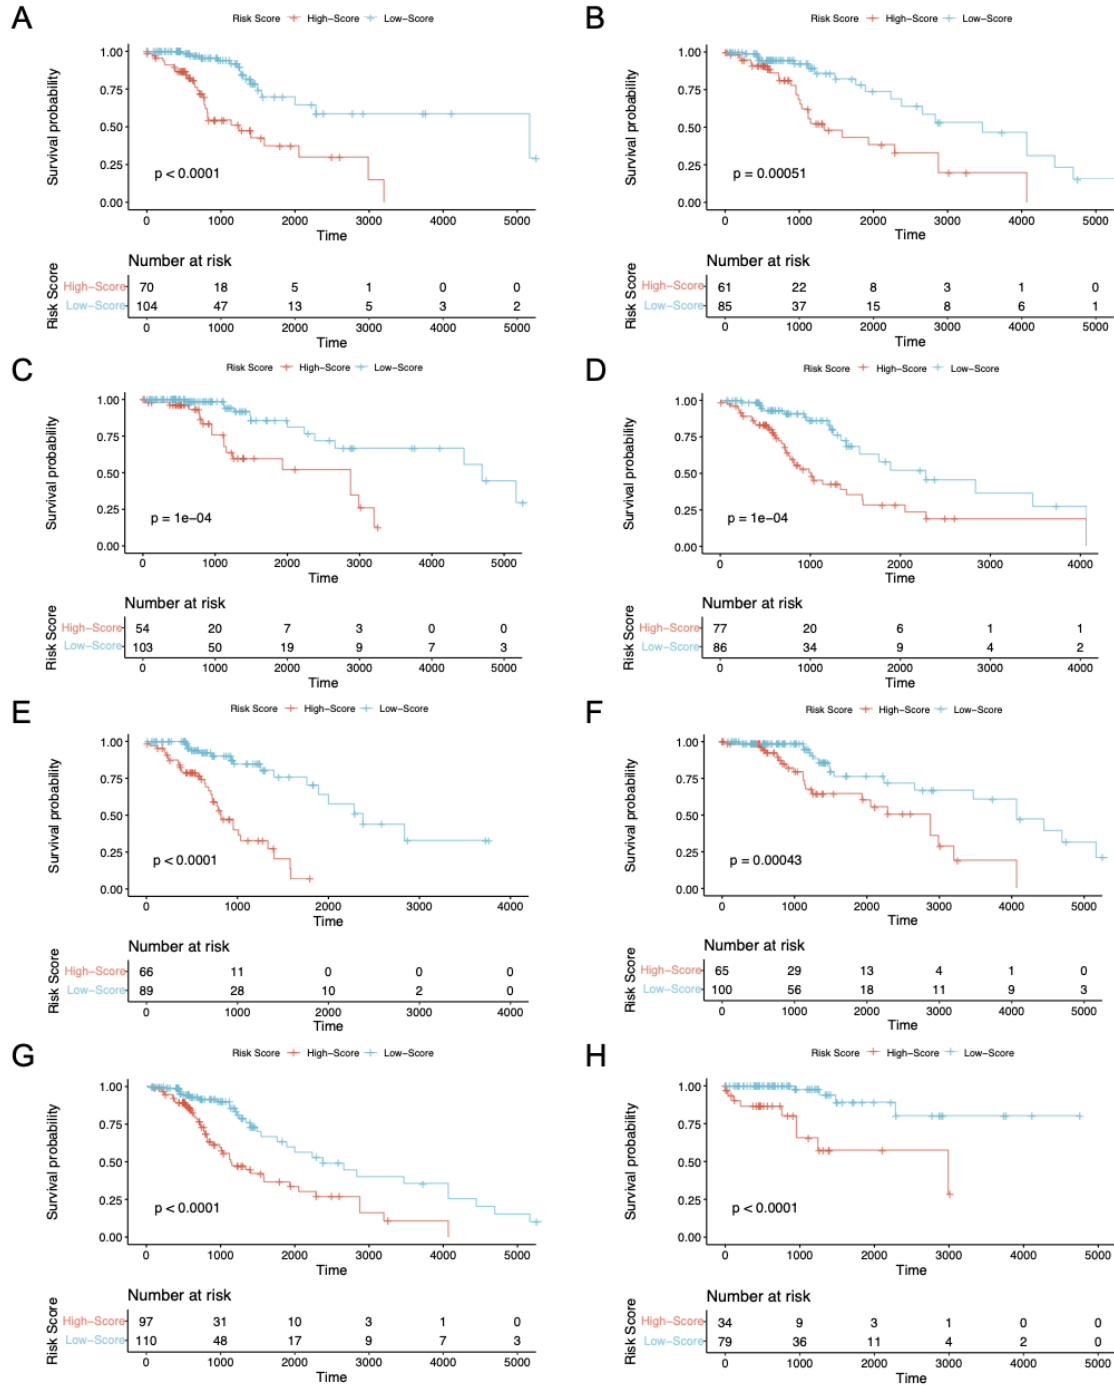 A
Risk Score High-Score Low-Score
Survival probability
1.00
0.75
0.50
0.25
0.00
p < 0.0001
0 1000 2000 3000 4000 5000
Time
Number at risk
Risk Score
High-Score 70 18 5 1 0 0
Low-Score 104 47 13 5 3 2
0 1000 2000 3000 4000 5000
Time
B
Risk Score High-Score Low-Score
Survival probability
1.00
0.75
0.50
0.25
0.00
p = 0.00051
0 1000 2000 3000 4000 5000
Time
Number at risk
Risk Score
High-Score 61 22 8 3 1 0
Low-Score 85 37 15 8 6 1
0 1000 2000 3000 4000 5000
Time
C
Risk Score High-Score Low-Score
Survival probability
1.00
0.75
0.50
0.25
0.00
p = 1e-04
0 1000 2000 3000 4000 5000
Time
Number at risk
Risk Score
High-Score 54 20 7 3 0 0
Low-Score 103 50 19 9 7 3
0 1000 2000 3000 4000 5000
Time
D
Risk Score High-Score Low-Score
Survival probability
1.00
0.75
0.50
0.25
0.00
p = 1e-04
0 1000 2000 3000 4000
Time
Number at risk
Risk Score
High-Score 77 20 6 1 1
Low-Score 86 34 9 4 2
0 1000 2000 3000 4000
Time
E
Risk Score High-Score Low-Score
Survival probability
1.00
0.75
0.50
0.25
0.00
p < 0.0001
0 1000 2000 3000 4000
Time
Number at risk
Risk Score
High-Score 66 11 0 0 0
Low-Score 89 28 10 2 0
0 1000 2000 3000 4000
Time
F
Risk Score High-Score Low-Score
Survival probability
1.00
0.75
0.50
0.25
0.00
p = 0.00043
0 1000 2000 3000 4000 5000
Time
Number at risk
Risk Score
High-Score 65 29 13 4 1 0
Low-Score 100 56 18 11 9 3
0 1000 2000 3000 4000 5000
Time
G
Risk Score High-Score Low-Score
Survival probability
1.00
0.75
0.50
0.25
0.00
p < 0.0001
0 1000 2000 3000 4000 5000
Time
Number at risk
Risk Score
High-Score 97 31 10 3 1 0
Low-Score 110 48 17 9 7 3
0 1000 2000 3000 4000 5000
Time
H
Risk Score High-Score Low-Score
Survival probability
1.00
0.75
0.50
0.25
0.00
p < 0.0001
0 1000 2000 3000 4000 5000
Time
Number at risk
Risk Score
High-Score 34 9 3 1 0 0
Low-Score 79 36 11 4 2 0
0 1000 2000 3000 4000 5000
Time